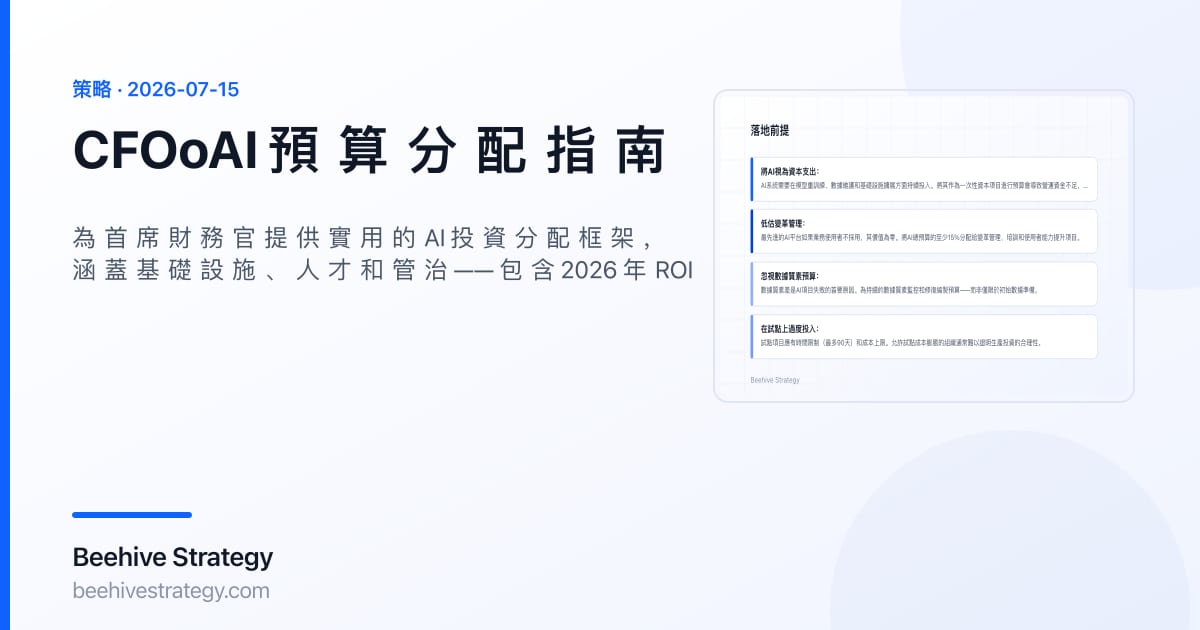 策略 · 2026-07-15
CFOoAI預算分配指南
為首席財務官提供實用的AI投資分配框架，
涵蓋基礎設施、人才和管治——包含2026年 ROI
落地前提
將AI視為資本支出：
AI系統需要在模型重訓練、數據維護和基礎設施擴展方面持續投入。將其作為一次性資本項目進行預算會導致營運資金不足，...
低估變革管理：
最先進的AI平台如果業務使用者不採用，其價值為零。將AI總預算的至少15%分配給變革管理、培訓和使用者能力提升項目。
忽視數據質素預算：
數據質素差是AI項目失敗的首要原因。為持續的數據質素監控和修復編製預算——而非僅限於初始數據準備。
在試點上過度投入：
試點項目應有時間限制（最多90天）和成本上限。允許試點成本膨脹的組織通常難以證明生產投資的合理性。
Beehive Strategy
Beehive Strategy
beehivestrategy.com